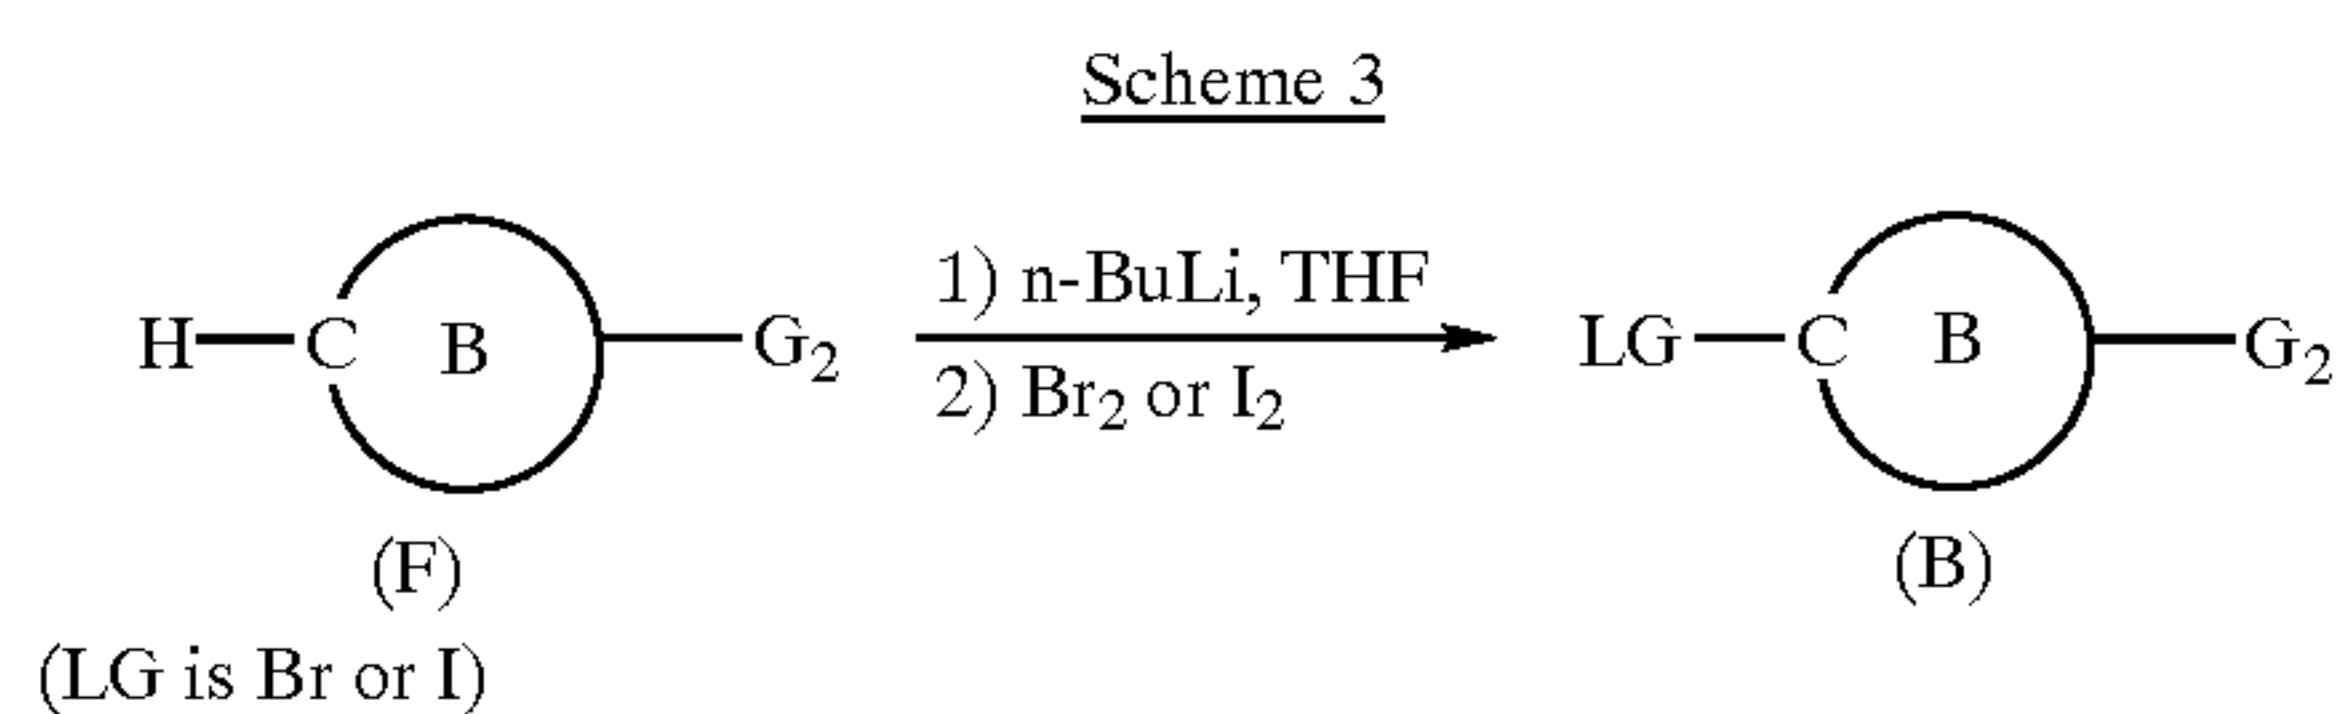 Scheme 3
1) n-BuLi, THF
H C B G₂ LG C B G₂
2) Br₂ or I₂
(F) (B)
(LG is Br or I)